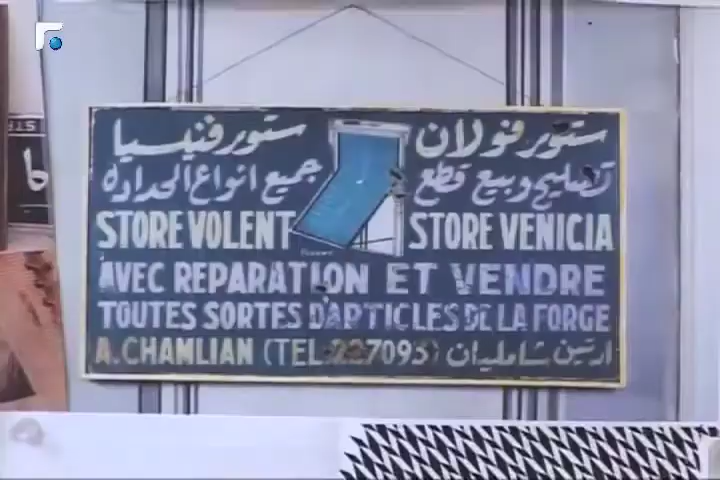 ستور فولان ستور فنيسيا
تصليح وبيع قطع جميع انواع الحدادة
STORE VOLENT STORE VENICIA
AVEC REPARATION ET VENDRE
TOUTES SORTES D'ARTICLES DE LA FORGE
A. CHAMLIAN (TEL: 227093) ارتين شامليان